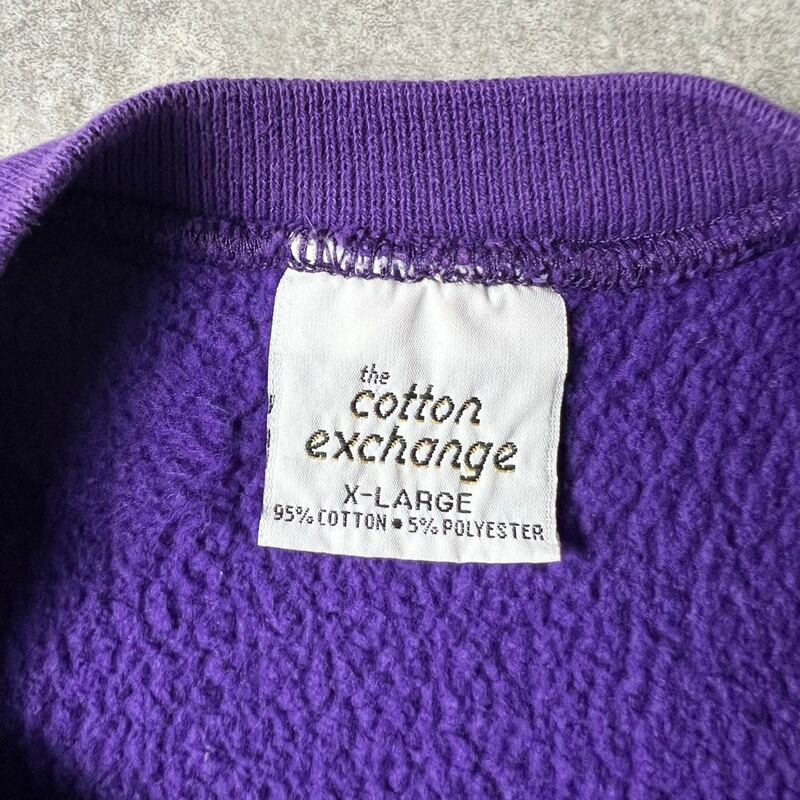 the
cotton
exchange
X-LARGE
95% COTTON • 5% POLYESTER